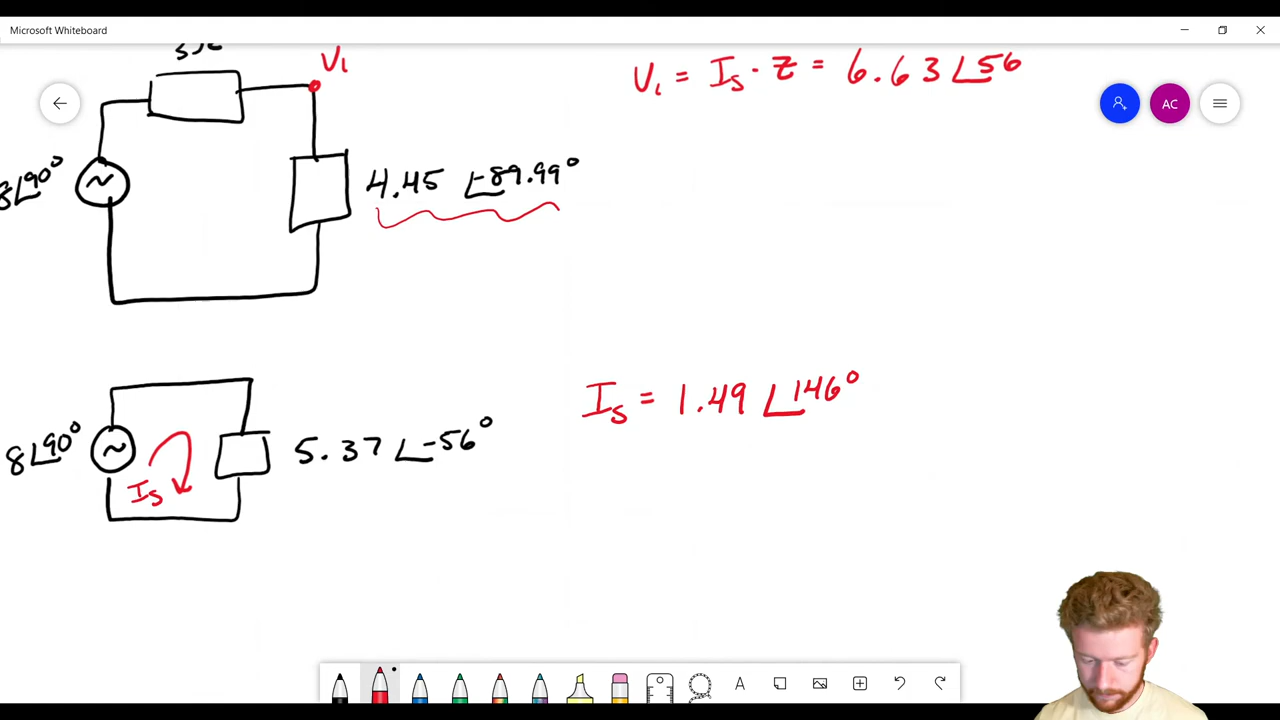 Microsoft Whiteboard
V₁
V₁ = Iₛ · Z = 6.63∠56
8∠90°
4.45 ∠-89.99°
AC
Iₛ = 1.49 ∠146°
8∠90°
5.37∠-56°
Iₛ
A